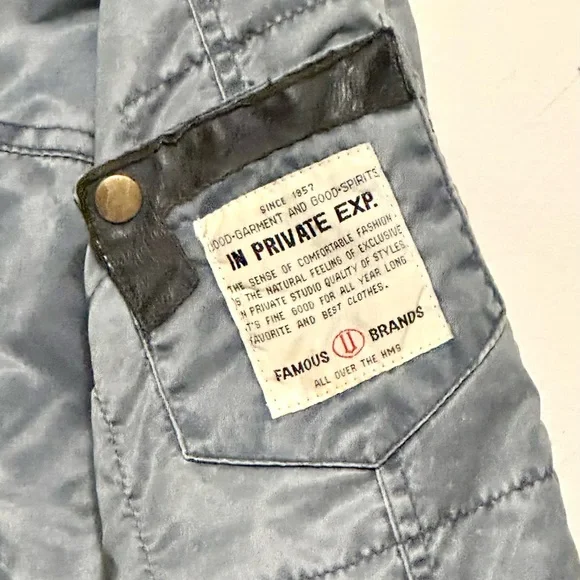 SINCE 1957
GOOD-GARMENT AND GOOD-SPIRITS
IN PRIVATE EXP.
THE SENSE OF COMFORTABLE FASHION
IS THE NATURAL FEELING OF EXCLUSIVE
IN PRIVATE STUDIO QUALITY OF STYLES.
IT'S FINE GOOD FOR ALL YEAR LONG
FAVORITE AND BEST CLOTHES.
FAMOUS U BRANDS
ALL OVER THE HMS